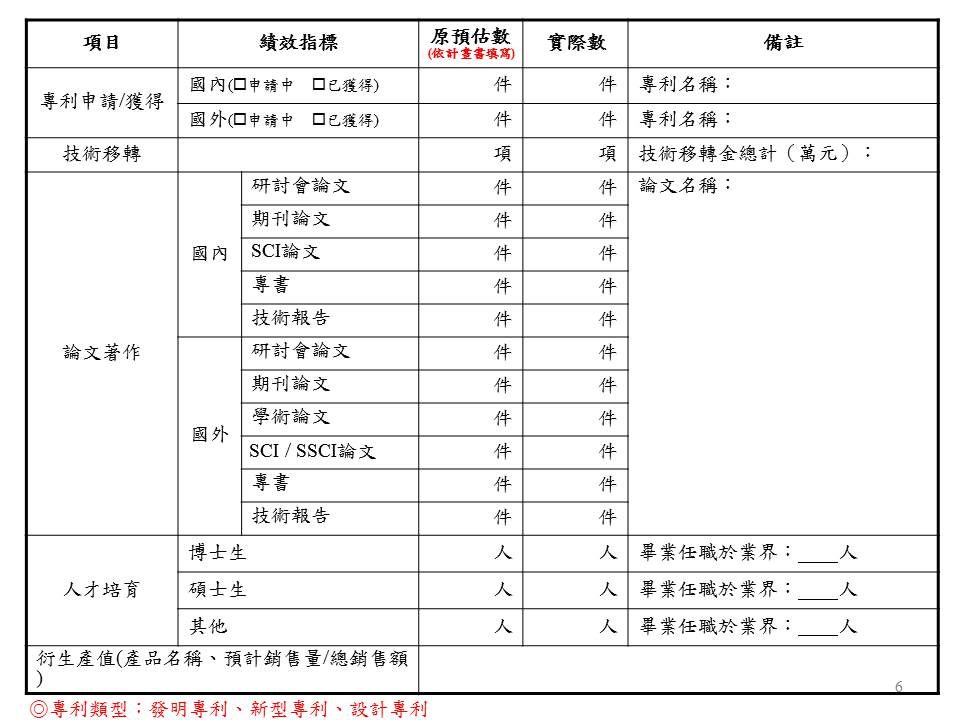 項目 績效指標 原預估數 實際數 備註
(依計畫書填寫)
專利申請/獲得 國內(□申請中 □已獲得) 件 件 專利名稱：
國外(□申請中 □已獲得) 件 件 專利名稱：
技術移轉 項 項 技術移轉金總計（萬元）：
論文著作 國內 研討會論文 件 件 論文名稱：
期刊論文 件 件
SCI論文 件 件
專書 件 件
技術報告 件 件
國外 研討會論文 件 件
期刊論文 件 件
學術論文 件 件
SCI / SSCI論文 件 件
專書 件 件
技術報告 件 件
人才培育 博士生 人 人 畢業任職於業界：____人
碩士生 人 人 畢業任職於業界：____人
其他 人 人 畢業任職於業界：____人
衍生產值(產品名稱、預計銷售量/總銷售額
)
6
◎專利類型：發明專利、新型專利、設計專利